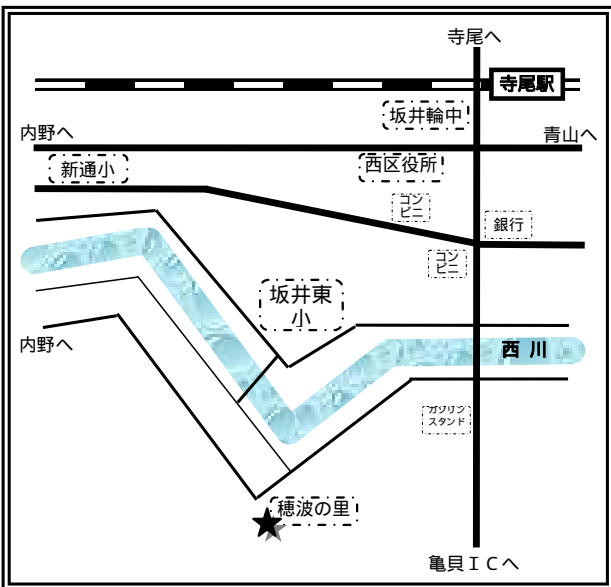 寺尾へ
寺尾駅
坂井輪中
内野へ
青山へ
新通小
西区役所
コン
ビニ
銀行
コン
ビニ
坂井東
小
内野へ
西 川
ガソリン
スタンド
穂波の里
亀貝ＩＣへ